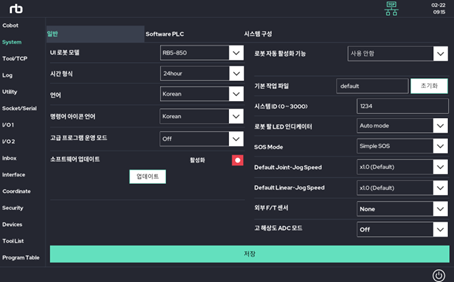 rb
02-22
09:15
Cobot
System
Tool/TCP
Log
Utility
Socket/Serial
I/O 1
I/O 2
Inbox
Interface
Coordinate
Security
Devices
Tool List
Program Table
일반
Software PLC
시스템 구성
UI 로봇 모델
RB5-850
시간 형식
24hour
언어
Korean
명령어 아이콘 언어
Korean
고급 프로그램 운영 모드
Off
소프트웨어 업데이트
활성화
업데이트
로봇 자동 활성화 기능
사용 안함
기본 작업 파일
default
초기화
시스템 ID (0 ~ 3000)
1234
로봇 팔 LED 인디케이터
Auto mode
SOS Mode
Simple SOS
Default Joint-Jog Speed
x1.0 (Default)
Default Linear-Jog Speed
x1.0 (Default)
외부 F/T 센서
None
고 해상도 ADC 모드
Off
저장